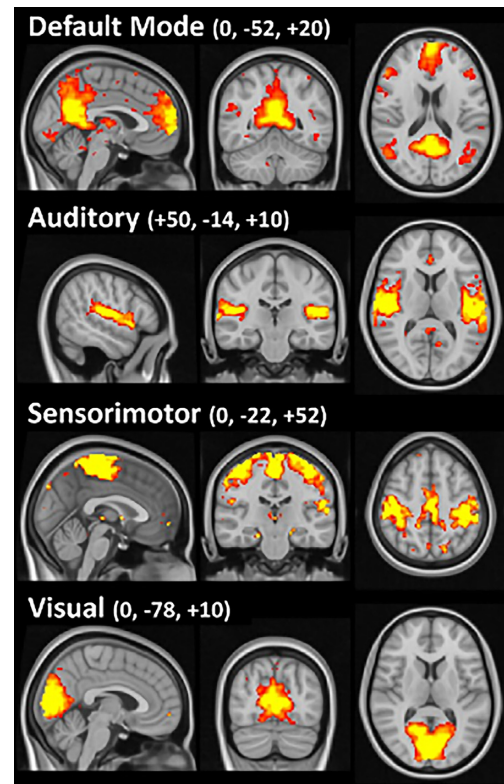 Default Mode (0, -52, +20)
Auditory (+50, -14, +10)
Sensorimotor (0, -22, +52)
Visual (0, -78, +10)